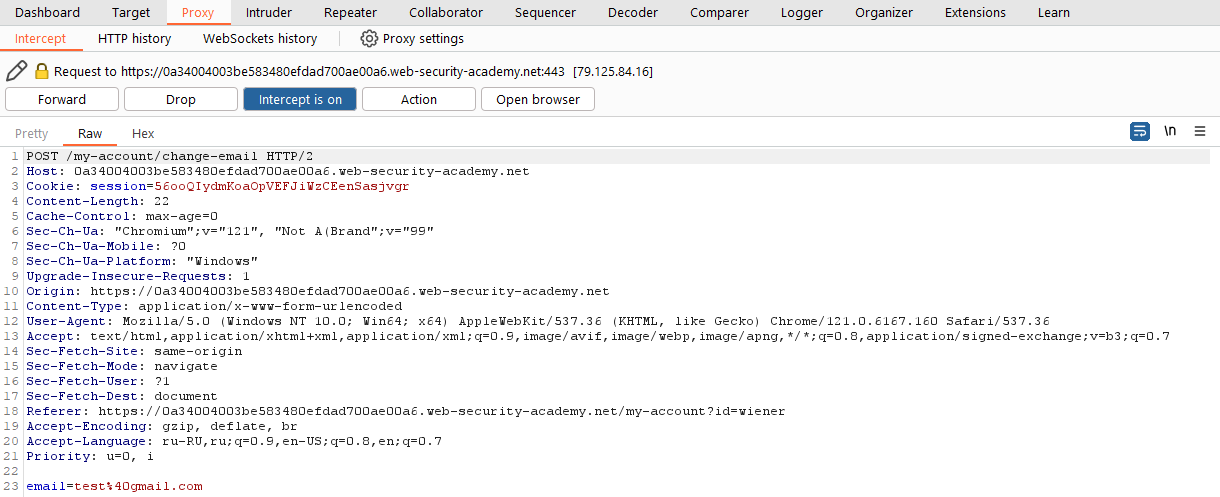 Dashboard Target Proxy Intruder Repeater Collaborator Sequencer Decoder Comparer Logger Organizer Extensions Learn
Intercept HTTP history WebSockets history Proxy settings
Request to https://0a34004003be583480efdad700ae00a6.web-security-academy.net:443 [79.125.84.16]
Forward Drop Intercept is on Action Open browser
Pretty Raw Hex \n
1 POST /my-account/change-email HTTP/2
2 Host: 0a34004003be583480efdad700ae00a6.web-security-academy.net
3 Cookie: session=56ooQIydmKoaOpVEFJiWzCEenSasjvgr
4 Content-Length: 22
5 Cache-Control: max-age=0
6 Sec-Ch-Ua: "Chromium";v="121", "Not A(Brand";v="99"
7 Sec-Ch-Ua-Mobile: ?0
8 Sec-Ch-Ua-Platform: "Windows"
9 Upgrade-Insecure-Requests: 1
10 Origin: https://0a34004003be583480efdad700ae00a6.web-security-academy.net
11 Content-Type: application/x-www-form-urlencoded
12 User-Agent: Mozilla/5.0 (Windows NT 10.0; Win64; x64) AppleWebKit/537.36 (KHTML, like Gecko) Chrome/121.0.6167.160 Safari/537.36
13 Accept: text/html,application/xhtml+xml,application/xml;q=0.9,image/avif,image/webp,image/apng,*/*;q=0.8,application/signed-exchange;v=b3;q=0.7
14 Sec-Fetch-Site: same-origin
15 Sec-Fetch-Mode: navigate
16 Sec-Fetch-User: ?1
17 Sec-Fetch-Dest: document
18 Referer: https://0a34004003be583480efdad700ae00a6.web-security-academy.net/my-account?id=wiener
19 Accept-Encoding: gzip, deflate, br
20 Accept-Language: ru-RU,ru;q=0.9,en-US;q=0.8,en;q=0.7
21 Priority: u=0, i
22
23 email=test%40gmail.com